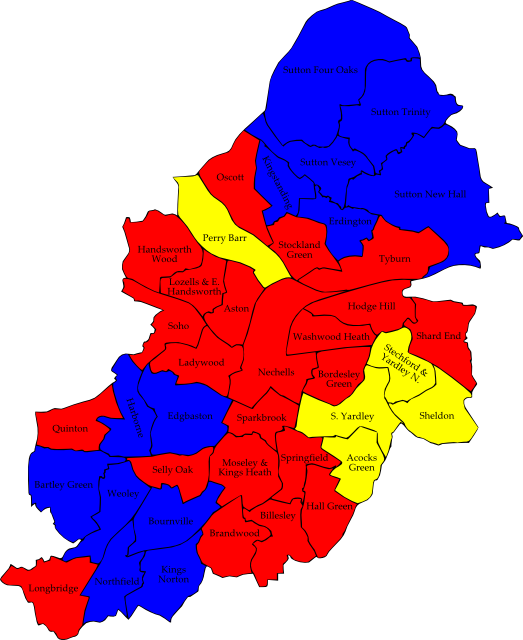 Sutton Four Oaks
Sutton Trinity
Sutton Vesey
Kingstanding
Oscott
Sutton New Hall
Erdington
Perry Barr
Stockland
Green
Handsworth
Wood
Tyburn
Lozells & E.
Handsworth
Aston
Hodge Hill
Soho
Washwood Heath
Shard End
Stechford &
Yardley N.
Ladywood
Nechells
Bordesley
Green
Harborne
Edgbaston
Sparkbrook
S. Yardley
Sheldon
Quinton
Springfield
Acocks
Green
Moseley &
Kings Heath
Selly Oak
Bartley Green
Weoley
Hall Green
Billesley
Bournville
Brandwood
Kings
Norton
Northfield
Longbridge